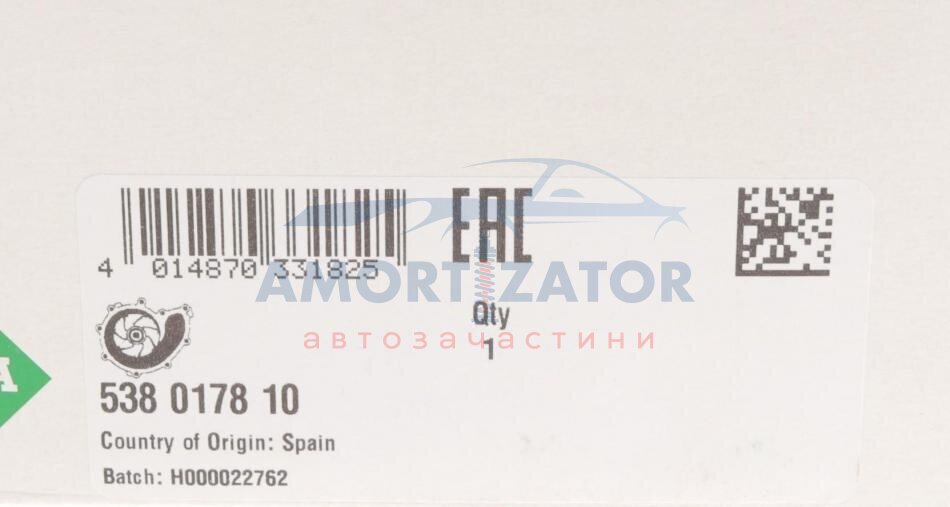 EAC
4 014870 331825
AMORTIZATOR
Qty
автозапчастини
1
538 0178 10
Country of Origin: Spain
Batch: H000022762
A